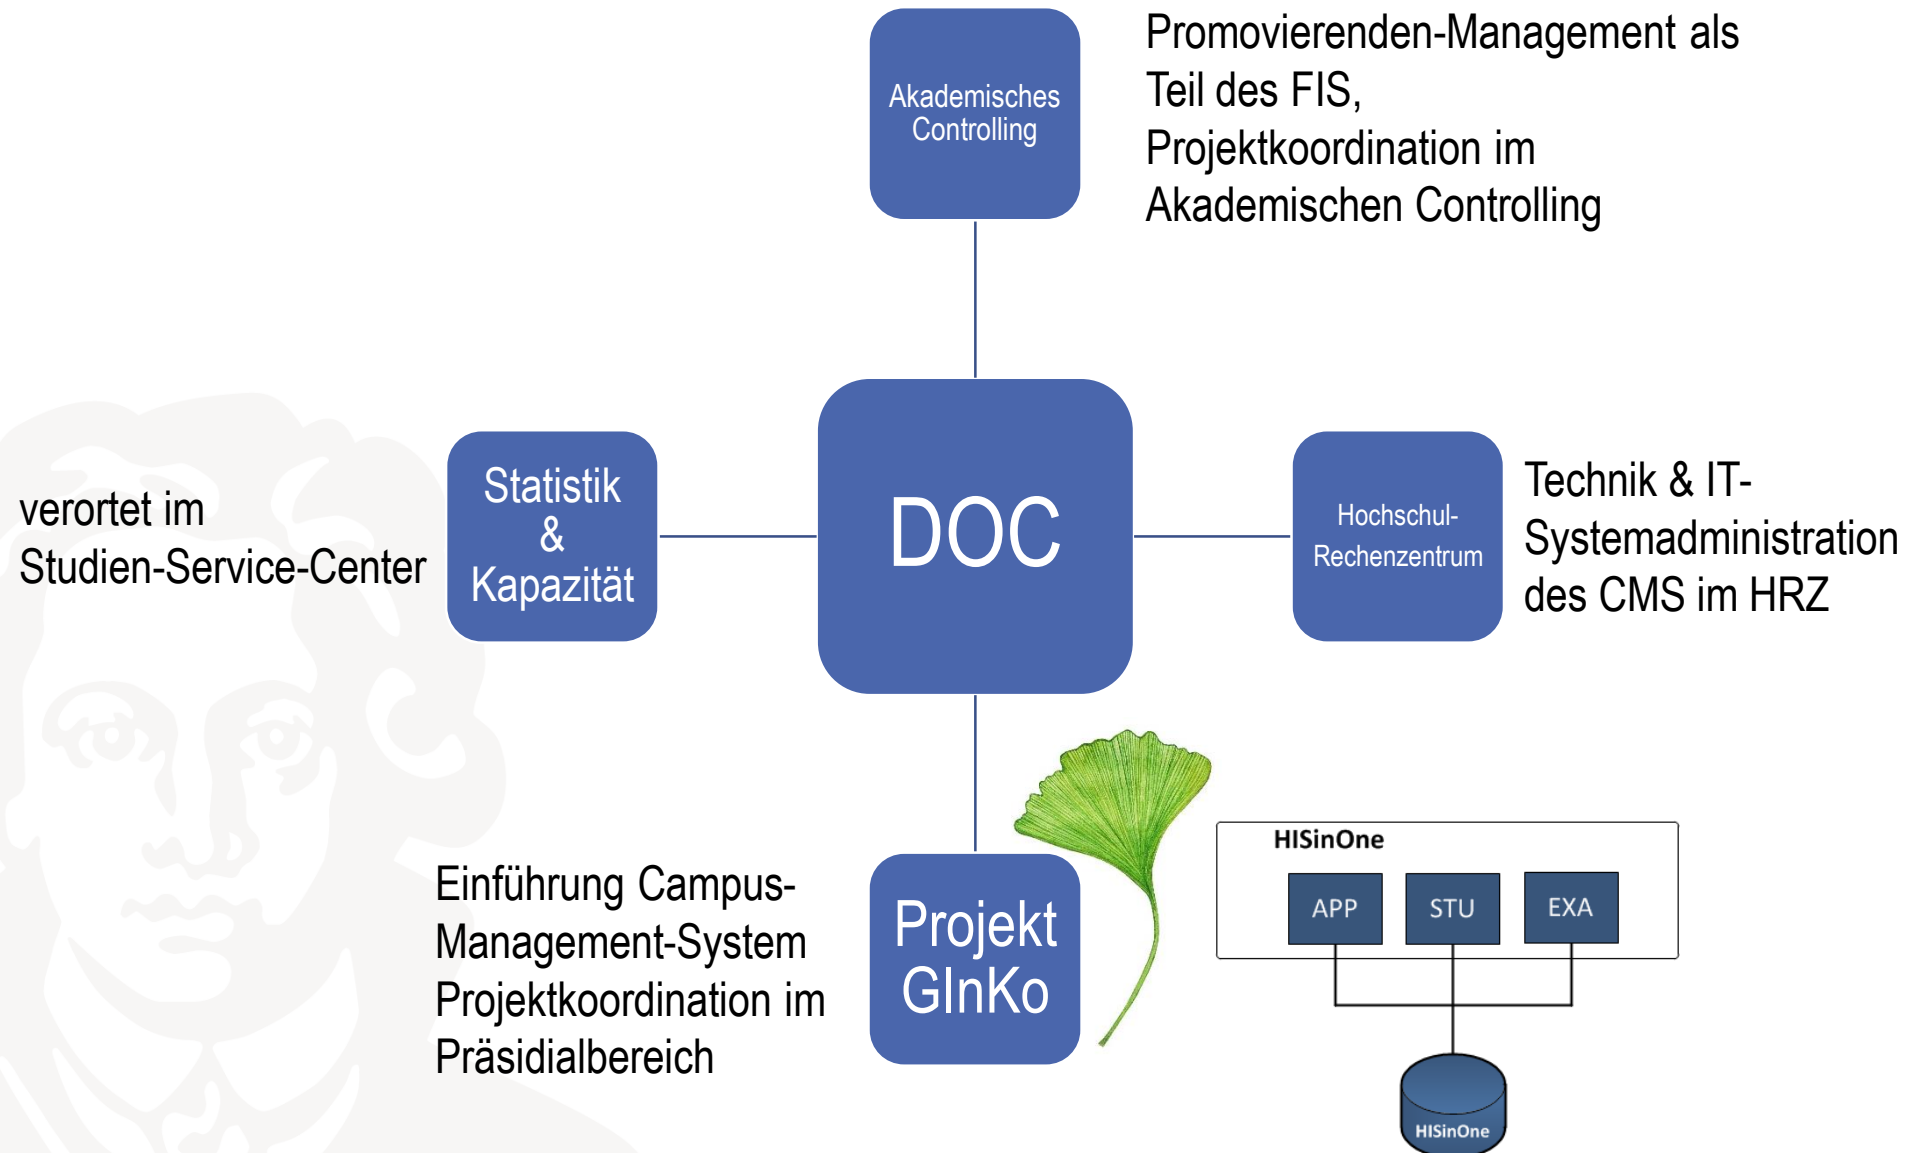 Akademisches
Controlling
Promovierenden-Management als
Teil des FIS,
Projektkoordination im
Akademischen Controlling
verortet im
Studien-Service-Center
Statistik
&
Kapazität
DOC
Hochschul-
Rechenzentrum
Technik & IT-
Systemadministration
des CMS im HRZ
Einführung Campus-
Management-System
Projektkoordination im
Präsidialbereich
Projekt
GInKo
HISinOne
APP
STU
EXA
HISinOne